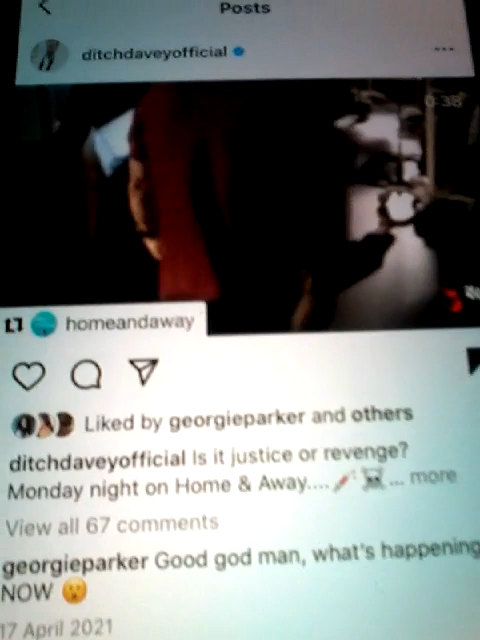 Posts
ditchdaveyofficial
0:38
homeandaway
Liked by georgieparker and others
ditchdaveyofficial Is it justice or revenge?
Monday night on Home & Away.... 💉 ☠️ ... more
View all 67 comments
georgieparker Good god man, what's happening
NOW 😮
17 April 2021